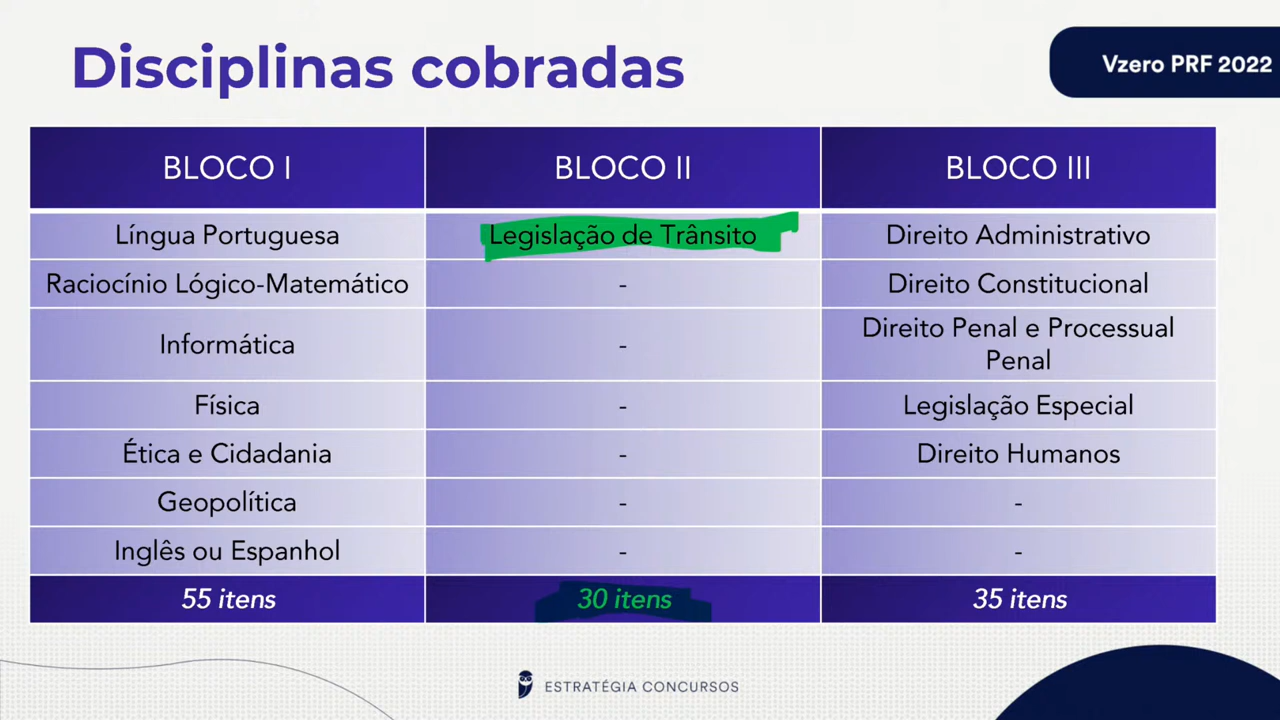 Disciplinas cobradas
Vzero PRF 2022
BLOCO I
BLOCO II
BLOCO III
Língua Portuguesa
Legislação de Trânsito
Direito Administrativo
Raciocínio Lógico-Matemático
-
Direito Constitucional
Informática
-
Direito Penal e Processual
Penal
Física
-
Legislação Especial
Ética e Cidadania
-
Direito Humanos
Geopolítica
-
-
Inglês ou Espanhol
-
-
55 itens
30 itens
35 itens
ESTRATÉGIA CONCURSOS